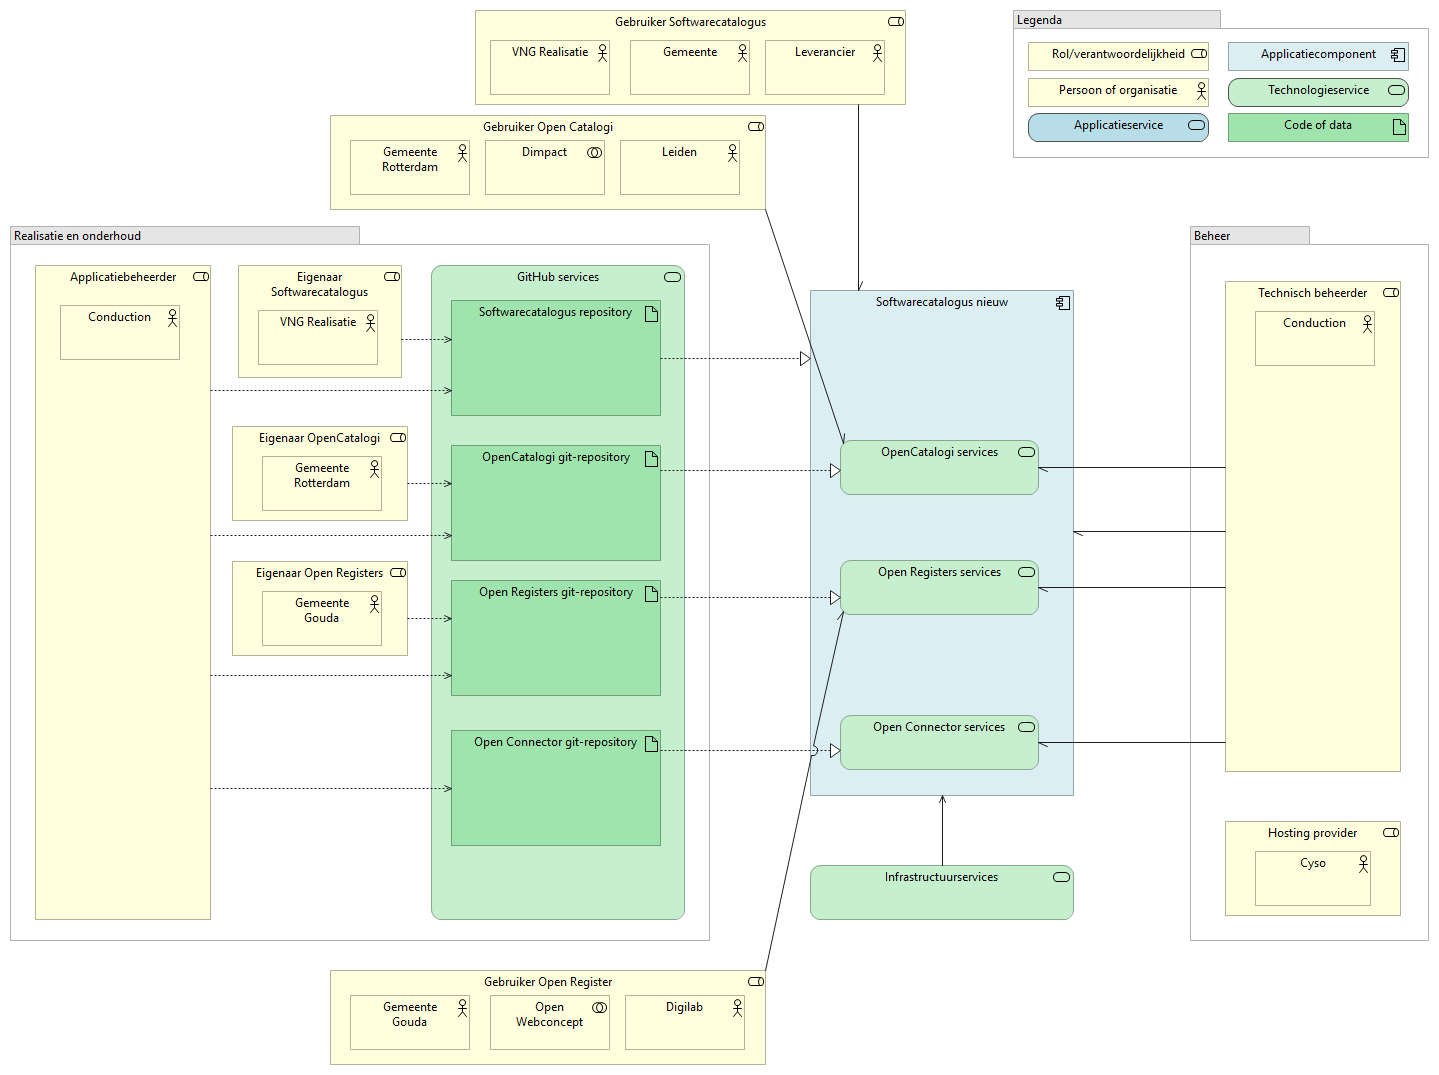 Gebruiker Softwarecatalogus
VNG Realisatie
Gemeente
Leverancier
Legenda
Rol/verantwoordelijkheid
Applicatiecomponent
Persoon of organisatie
Technologieservice
Applicatieservice
Code of data
Gebruiker Open Catalogi
Gemeente
Rotterdam
Dimpact
Leiden
Realisatie en onderhoud
Applicatiebeheerder
Conduction
Eigenaar
Softwarecatalogus
VNG Realisatie
Eigenaar OpenCatalogi
Gemeente
Rotterdam
Eigenaar Open Registers
Gemeente
Gouda
GitHub services
Softwarecatalogus repository
OpenCatalogi git-repository
Open Registers git-repository
Open Connector git-repository
Softwarecatalogus nieuw
OpenCatalogi services
Open Registers services
Open Connector services
Infrastructuurservices
Beheer
Technisch beheerder
Conduction
Hosting provider
Cyso
Gebruiker Open Register
Gemeente
Gouda
Open
Webconcept
Digilab